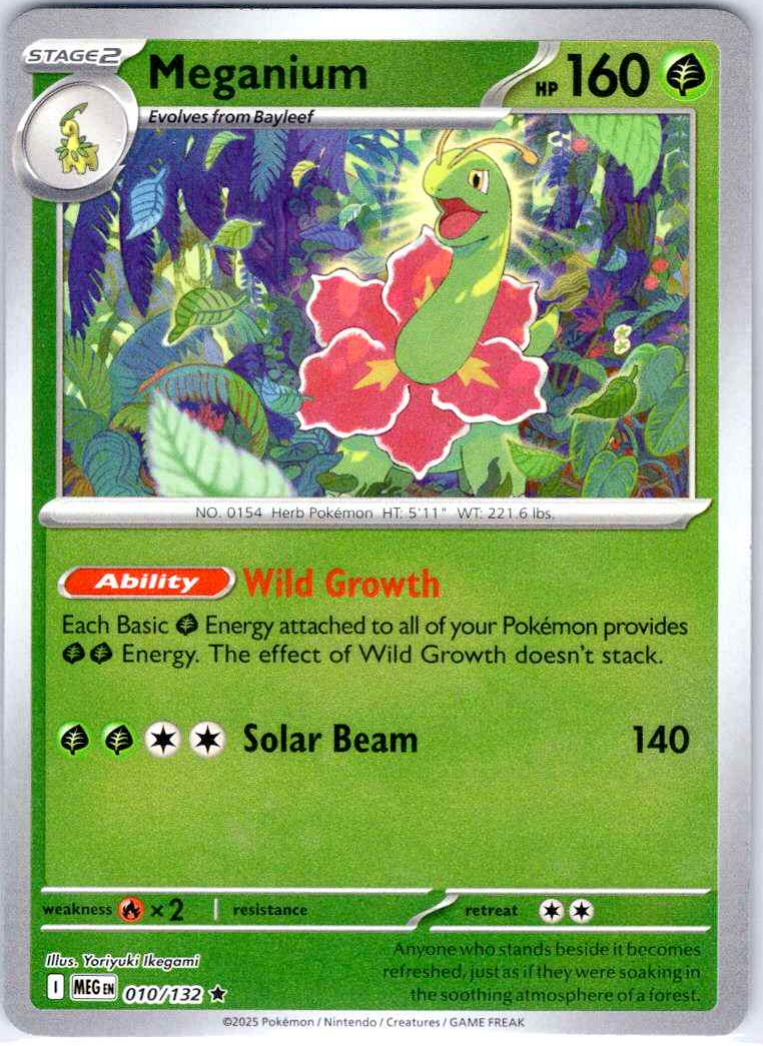 STAGE2
Meganium
HP 160
Evolves from Bayleef
NO. 0154 Herb Pokémon HT: 5'11" WT: 221.6 lbs.
Ability Wild Growth
Each Basic Energy attached to all of your Pokémon provides
Energy. The effect of Wild Growth doesn't stack.
Solar Beam 140
weakness ×2 resistance retreat
Illus. Yoriyuki Ikegami
Anyone who stands beside it becomes
refreshed, just as if they were soaking in
the soothing atmosphere of a forest.
I MEG EN 010/132
©2025 Pokémon / Nintendo / Creatures / GAME FREAK